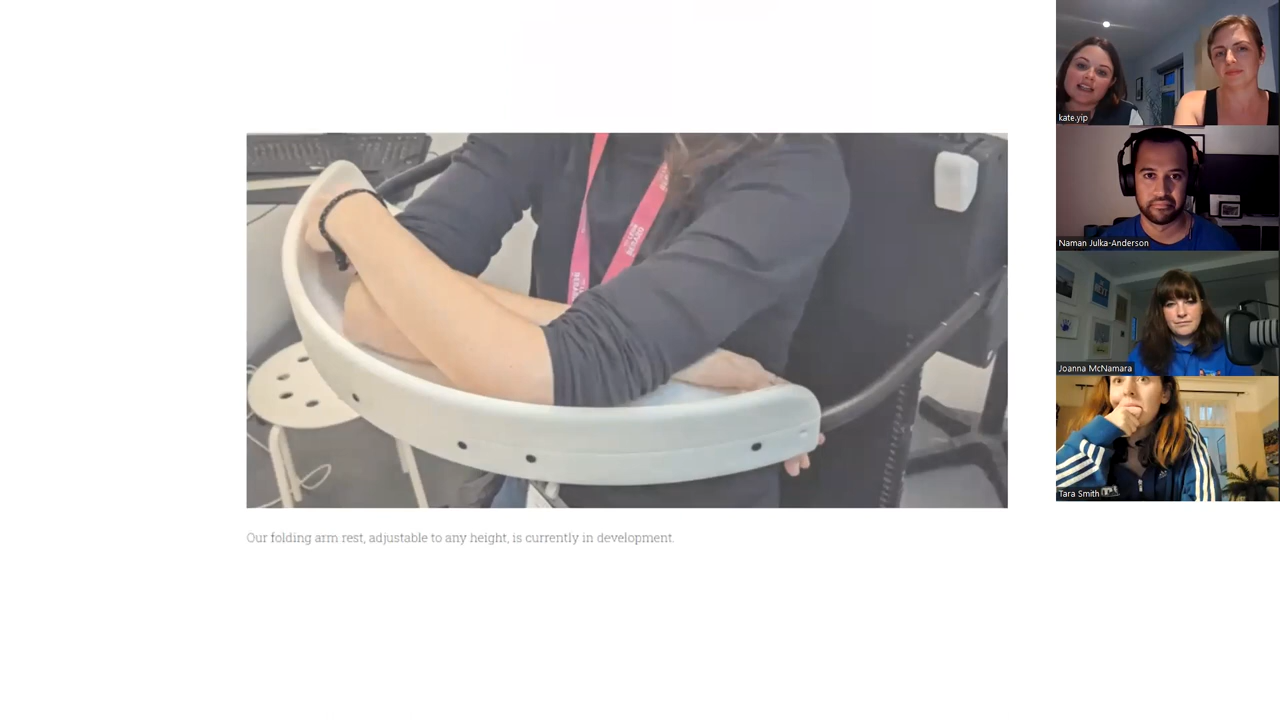 kate.yip
Naman Julka-Anderson
Joanna McNamara
Tara Smith
Our folding arm rest, adjustable to any height, is currently in development.